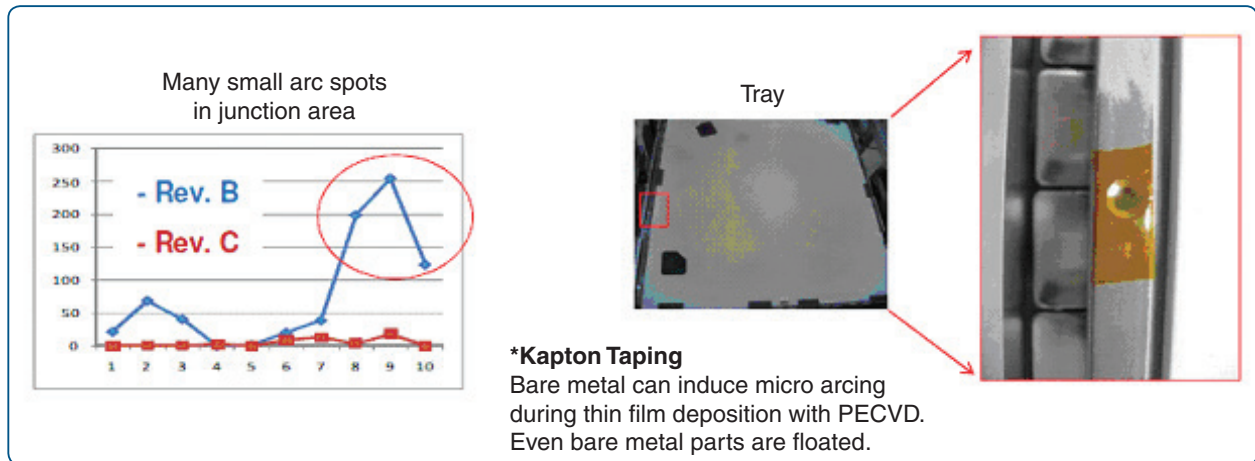 Many small arc spots
in junction area
300
250
200
150
100
50
0
- Rev. B
- Rev. C
1 2 3 4 5 6 7 8 9 10
Tray
*Kapton Taping
Bare metal can induce micro arcing
during thin film deposition with PECVD.
Even bare metal parts are floated.